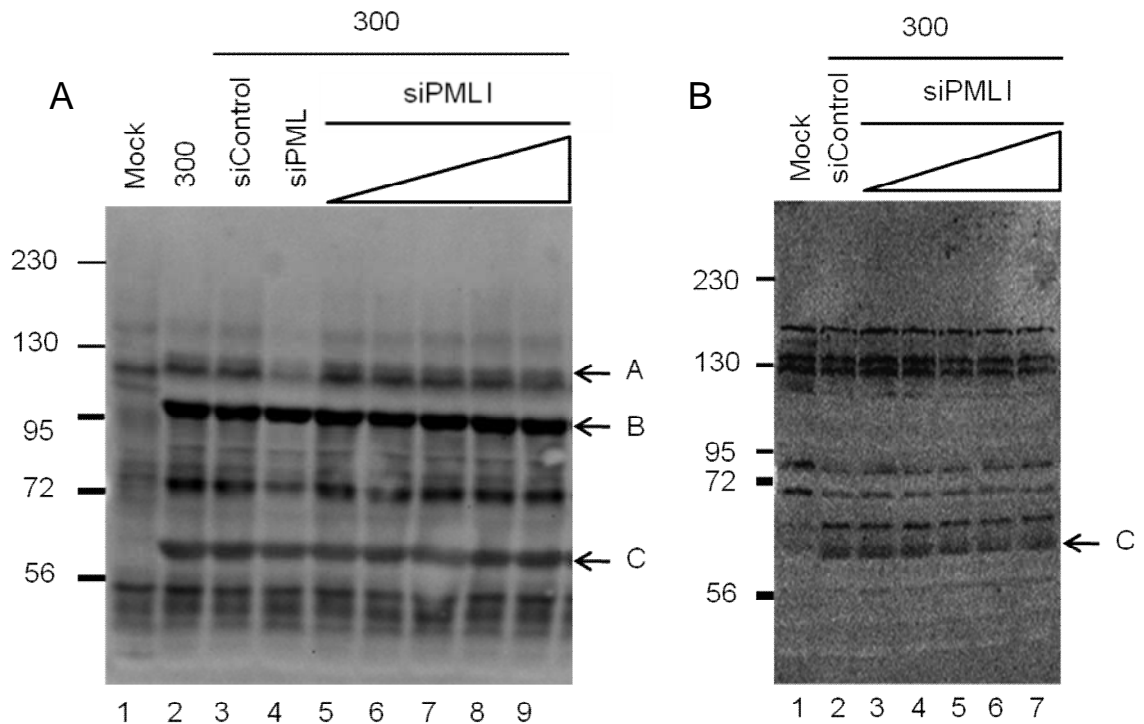 A
300
Mock
300
siControl
siPML
siPMLI
230
130
95
72
56
A
B
C
1 2 3 4 5 6 7 8 9
B
300
Mock
siControl
siPMLI
230
130
95
72
56
C
1 2 3 4 5 6 7